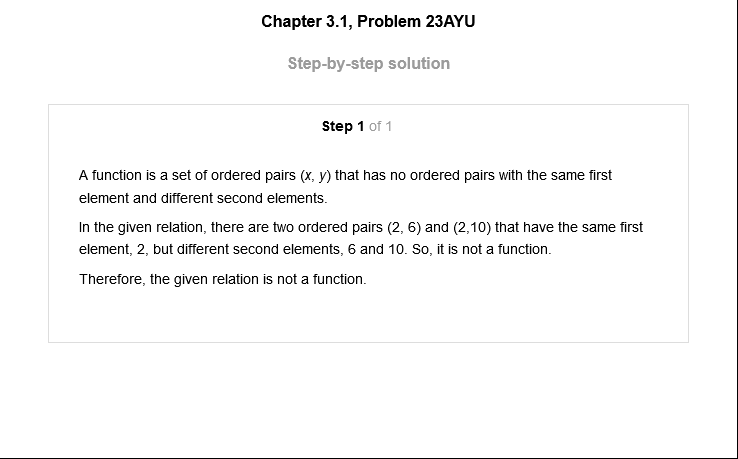 Chapter 3.1, Problem 23AYU
Step-by-step solution
Step 1 of 1
A function is a set of ordered pairs (x, y) that has no ordered pairs with the same first
element and different second elements.
In the given relation, there are two ordered pairs (2, 6) and (2,10) that have the same first
element, 2, but different second elements, 6 and 10. So, it is not a function.
Therefore, the given relation is not a function.